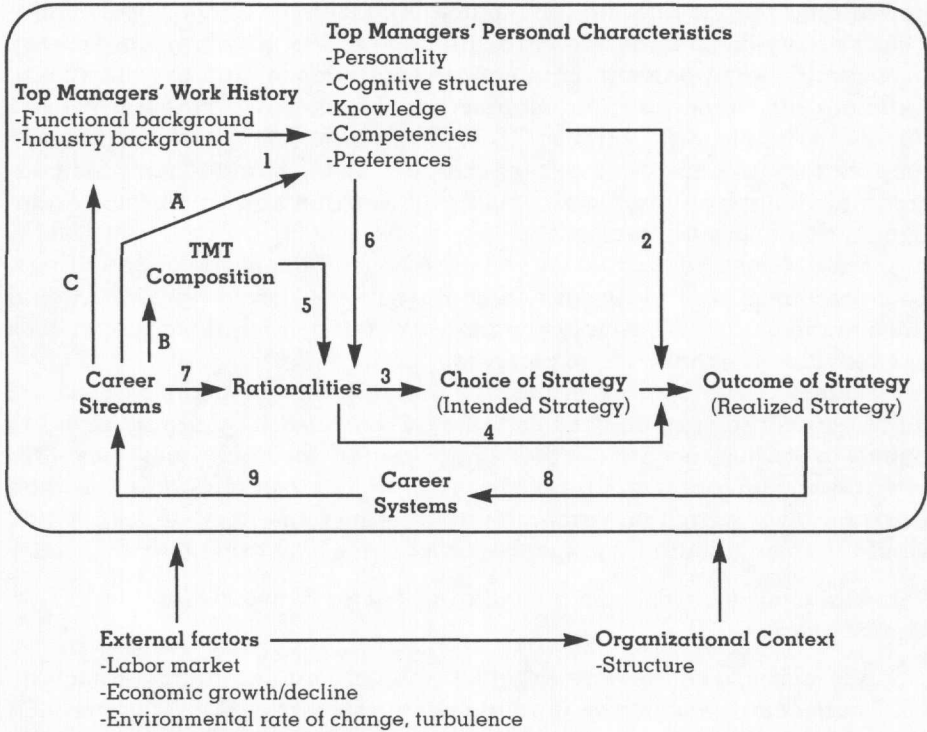 Top Managers' Personal Characteristics
-Personality
-Cognitive structure
-Knowledge
-Competencies
-Preferences
Top Managers' Work History
-Functional background
-Industry background
1
A
6
2
TMT
Composition
C
5
B
Career
Streams
7
Rationalities
3
Choice of Strategy
(Intended Strategy)
Outcome of Strategy
(Realized Strategy)
4
9
Career
Systems
8
External factors
-Labor market
-Economic growth/decline
-Environmental rate of change, turbulence
Organizational Context
-Structure